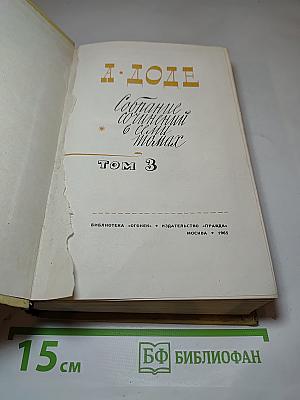 А·ДОДЕ
Собрание
сочинений
в семи
томах
ТОМ 3
БИБЛИОТЕКА «ОГОНЕК» • ИЗДАТЕЛЬСТВО «ПРАВДА»
МОСКВА • 1965
15 см
БФ БИБЛИОФАН